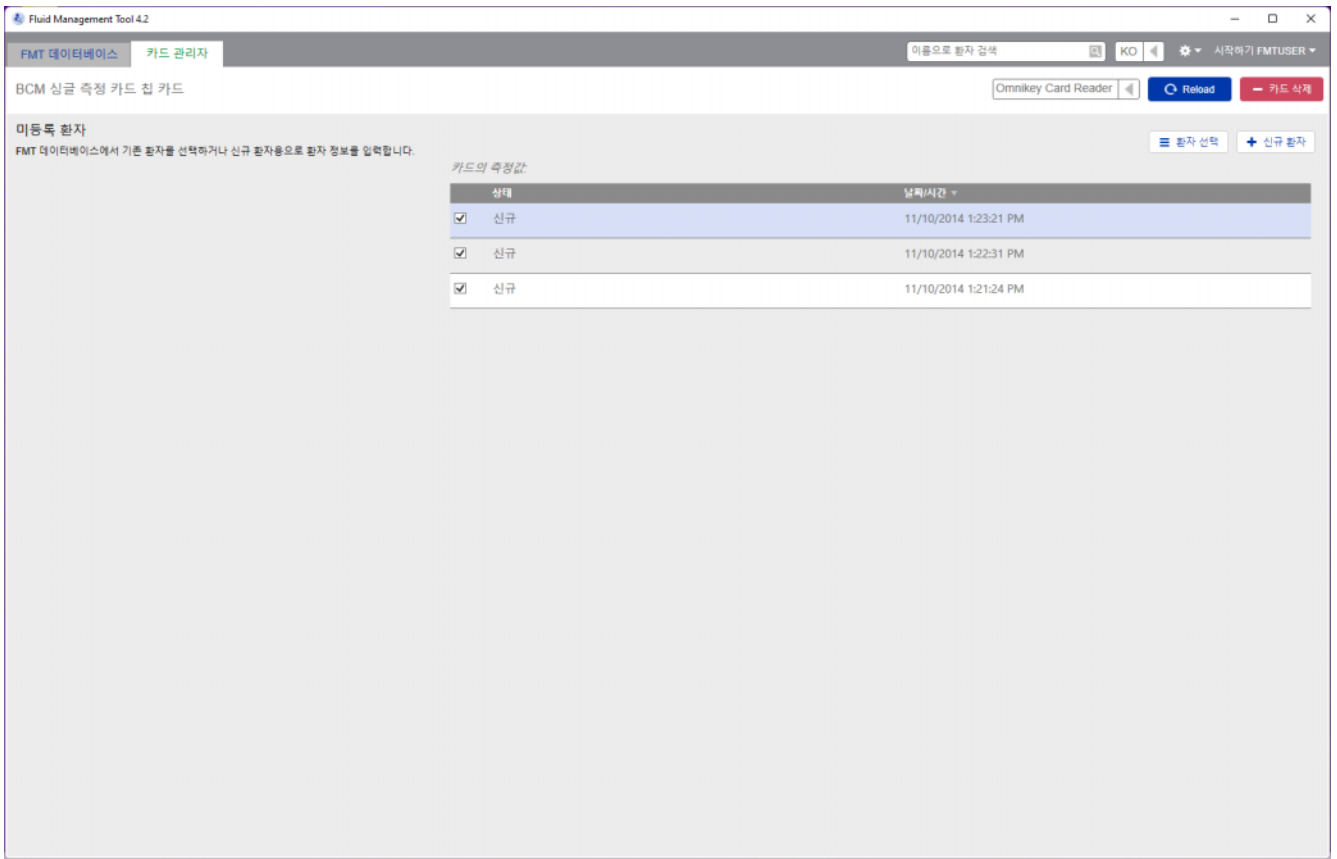 Fluid Management Tool 4.2
FMT 데이터베이스 카드 관리자 이름으로 환자 검색 KO 시작하기 FMTUSER
BCM 싱글 측정 카드 칩 카드 Omnikey Card Reader Reload 카드 삭제
미등록 환자
FMT 데이터베이스에서 기존 환자를 선택하거나 신규 환자용으로 환자 정보를 입력합니다.
환자 선택 신규 환자
카드의 측정값:
상태 날짜/시간
신규 11/10/2014 1:23:21 PM
신규 11/10/2014 1:22:31 PM
신규 11/10/2014 1:21:24 PM